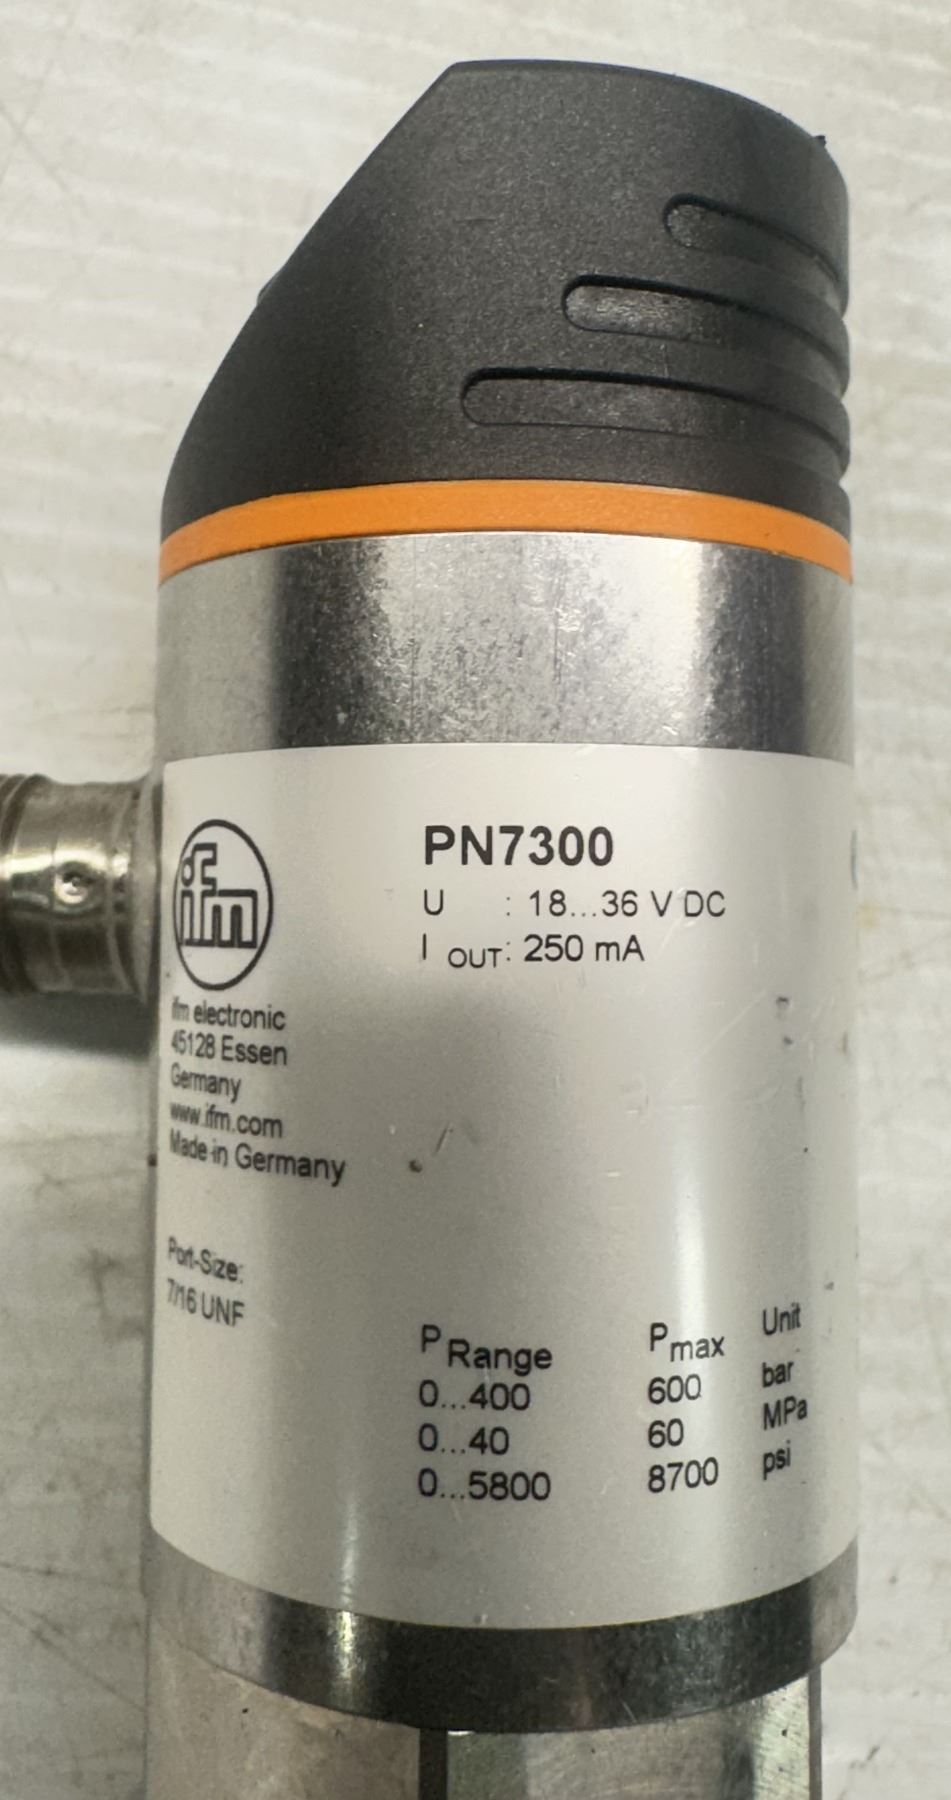 ifm
PN7300
U : 18...36 V DC
I OUT: 250 mA
ifm electronic
45128 Essen
Germany
www.ifm.com
Made in Germany
Port-Size:
7/16 UNF
P Range Pmax Unit
0...400 600 bar
0...40 60 MPa
0...5800 8700 psi